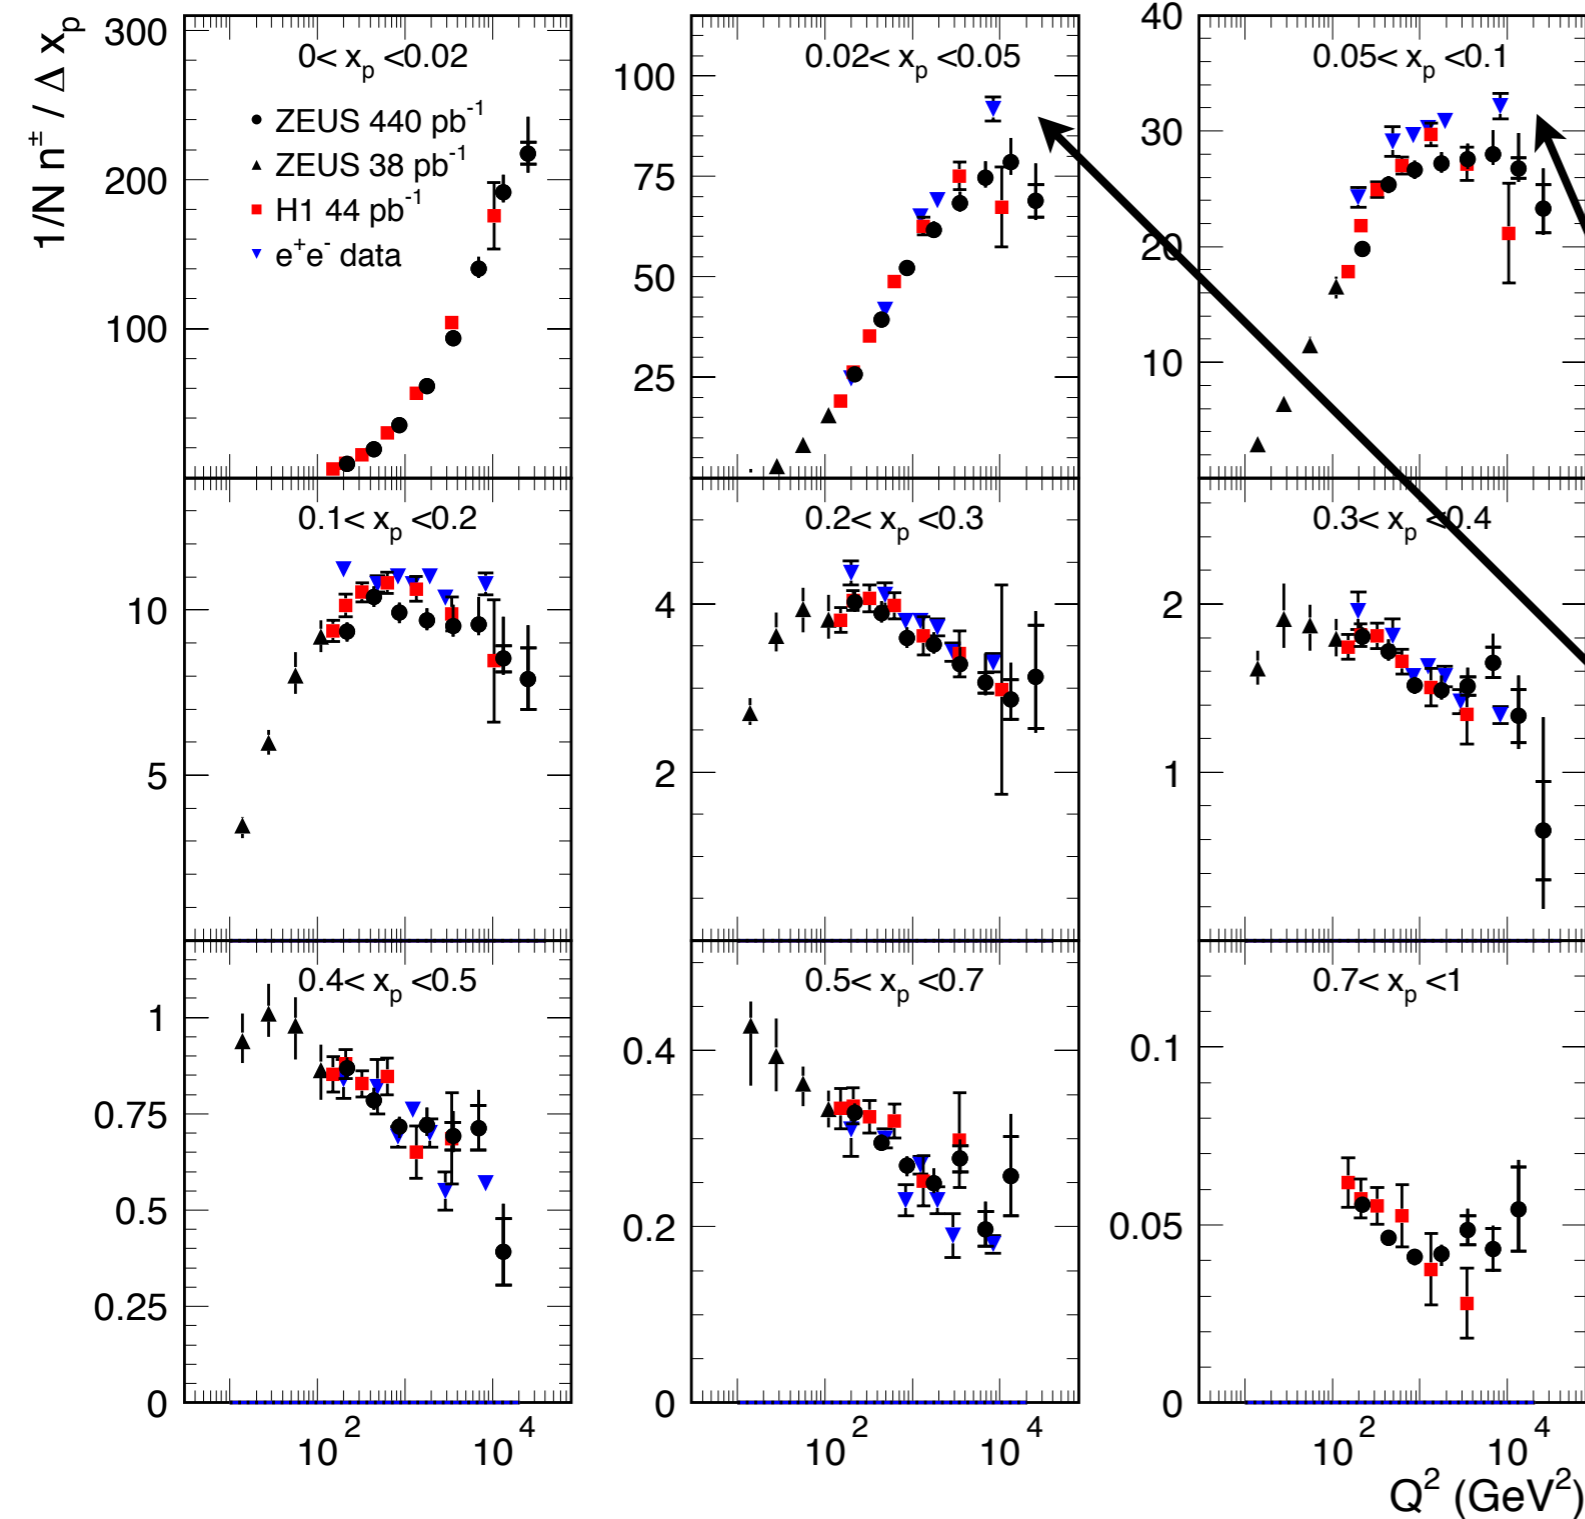 1/N n± / Δ xp
0< xp <0.02
0.02< xp <0.05
0.05< xp <0.1
ZEUS 440 pb-1
ZEUS 38 pb-1
H1 44 pb-1
e+e- data
300
200
100
100
75
50
25
40
30
20
10
0.1< xp <0.2
0.2< xp <0.3
0.3< xp <0.4
10
5
4
2
2
1
0.4< xp <0.5
0.5< xp <0.7
0.7< xp <1
1
0.75
0.5
0.25
0
0.4
0.2
0
0.1
0.05
0
10^2 10^4
10^2 10^4
10^2 10^4
Q2 (GeV2)